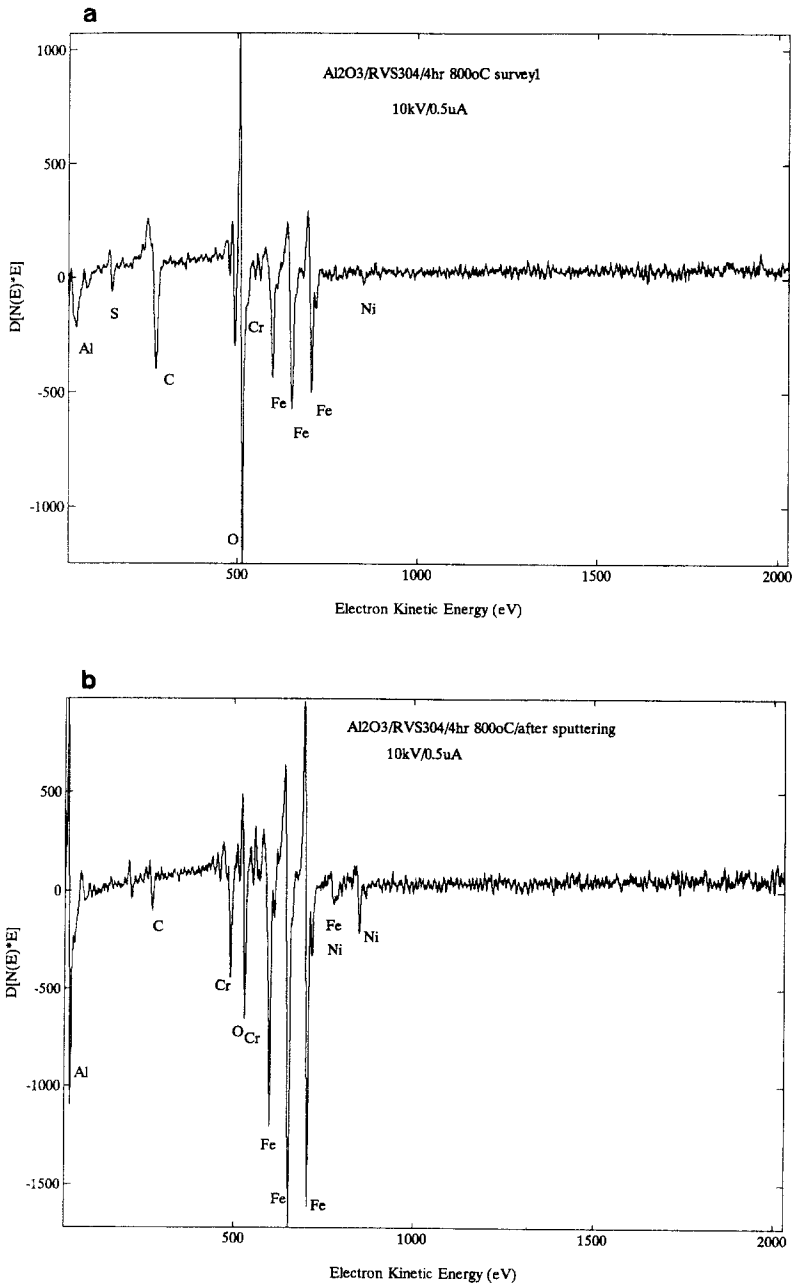 a
Al2O3/RVS304/4hr 800oC survey1
10kV/0.5uA
D[N(E)*E]
1000
500
0
-500
-1000
Al
S
C
O
Cr
Fe
Fe
Fe
Ni
500
1000
1500
2000
Electron Kinetic Energy (eV)
b
Al2O3/RVS304/4hr 800oC/after sputtering
10kV/0.5uA
D[N(E)*E]
500
0
-500
-1000
-1500
Al
C
Cr
O Cr
Fe
Fe
Fe
Fe
Ni
Ni
500
1000
1500
2000
Electron Kinetic Energy (eV)